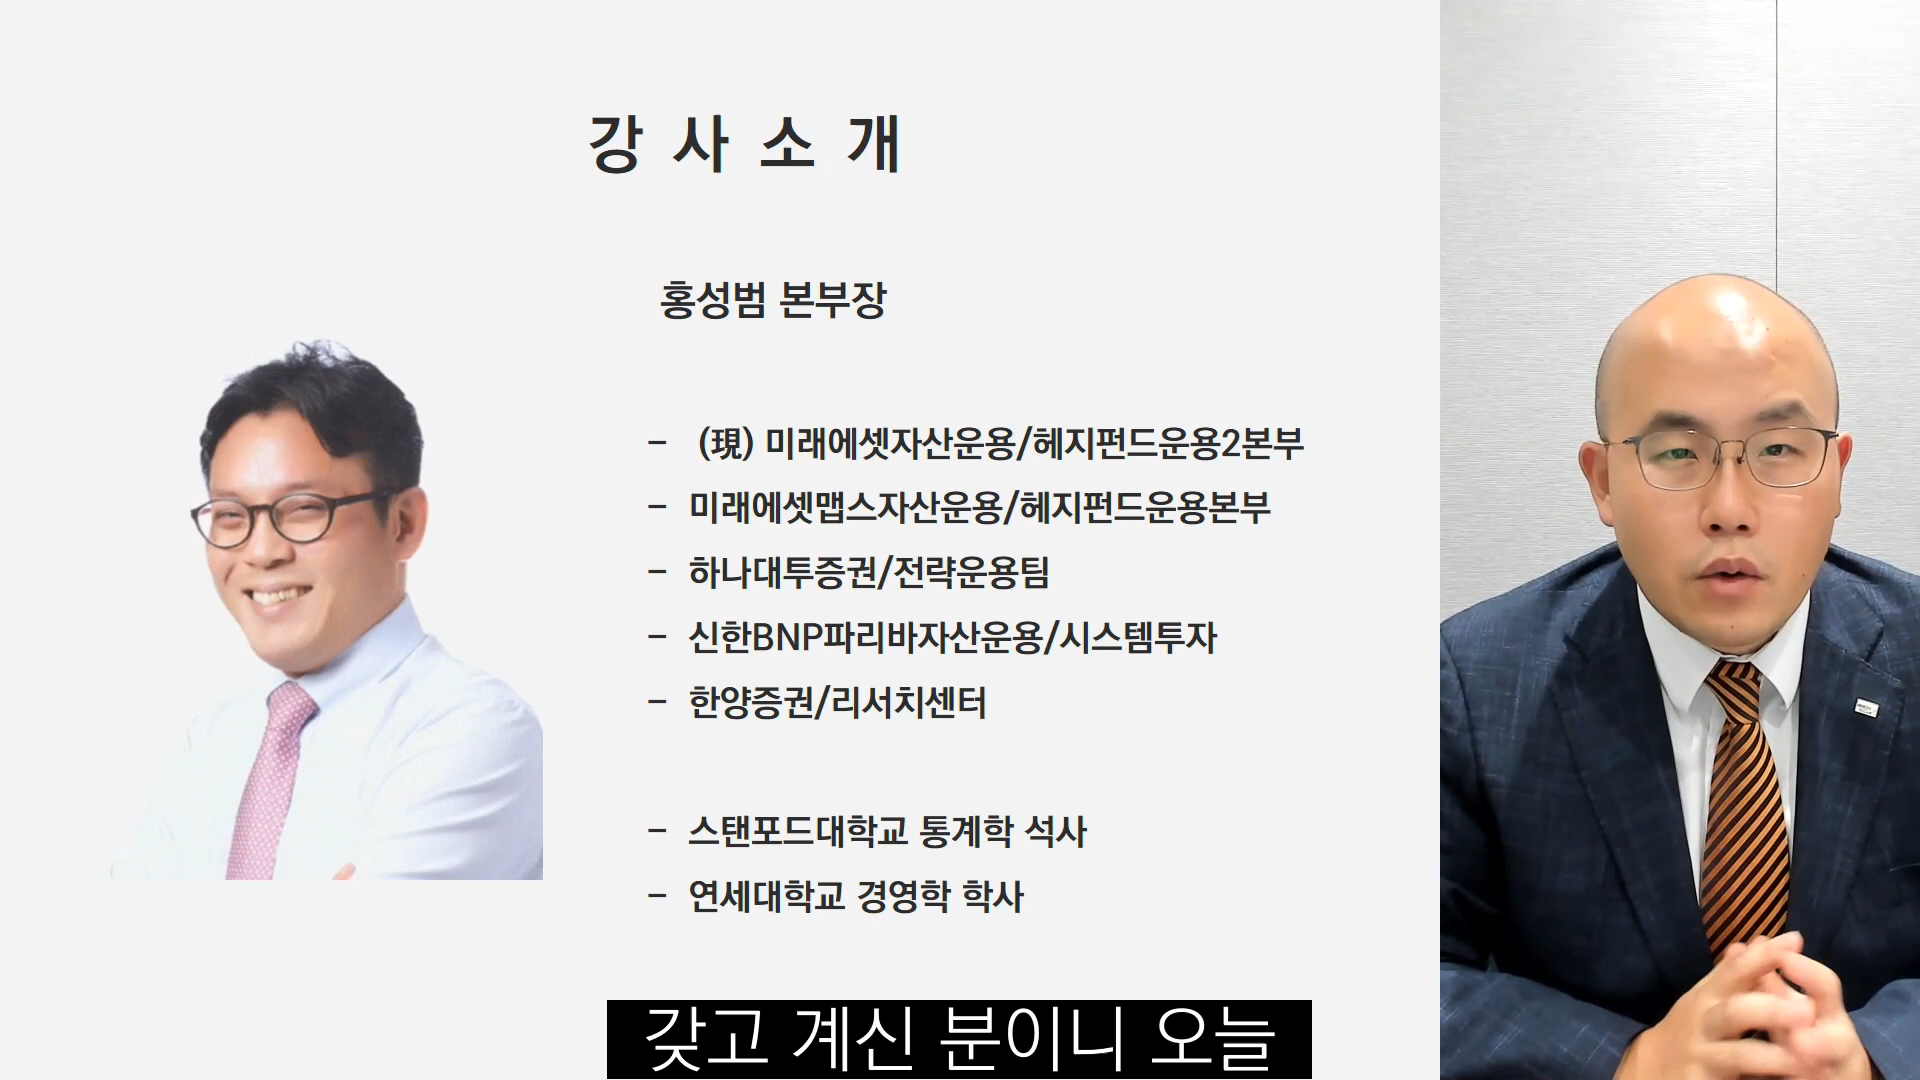 강 사 소 개
홍성범 본부장
– (現) 미래에셋자산운용/헤지펀드운용2본부
– 미래에셋맵스자산운용/헤지펀드운용본부
– 하나대투증권/전략운용팀
– 신한BNP파리바자산운용/시스템투자
– 한양증권/리서치센터
– 스탠포드대학교 통계학 석사
– 연세대학교 경영학 학사
갖고 계신 분이니 오늘